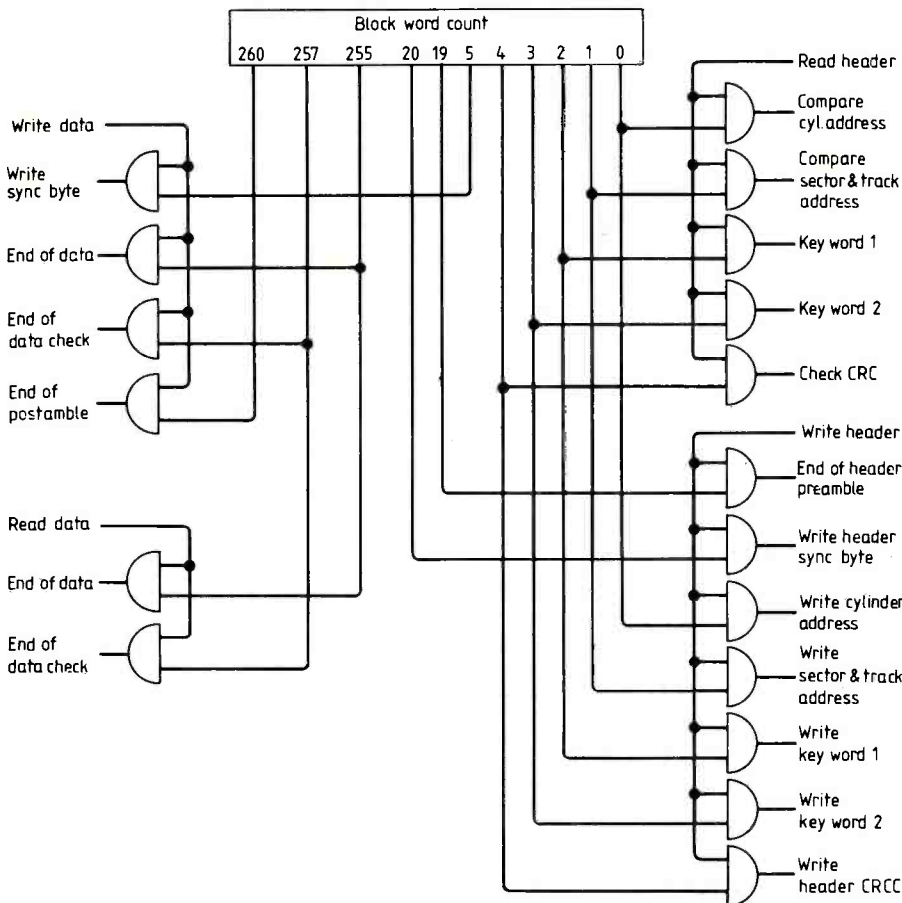 Block word count
260 257 255 20 19 5 4 3 2 1 0
Write data
Write
sync byte
End of data
End of
data check
End of
postamble
Read data
End of data
End of
data check
Read header
Compare
cyl. address
Compare
sector & track
address
Key word 1
Key word 2
Check CRC
Write header
End of header
preamble
Write header
sync byte
Write cylinder
address
Write
sector & track
address
Write
key word 1
Write
key word 2
Write
header CRCC